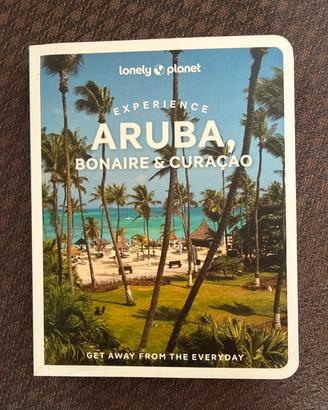 lonely planet
EXPERIENCE
ARUBA,
BONAIRE & CURAÇAO
GET AWAY FROM THE EVERYDAY